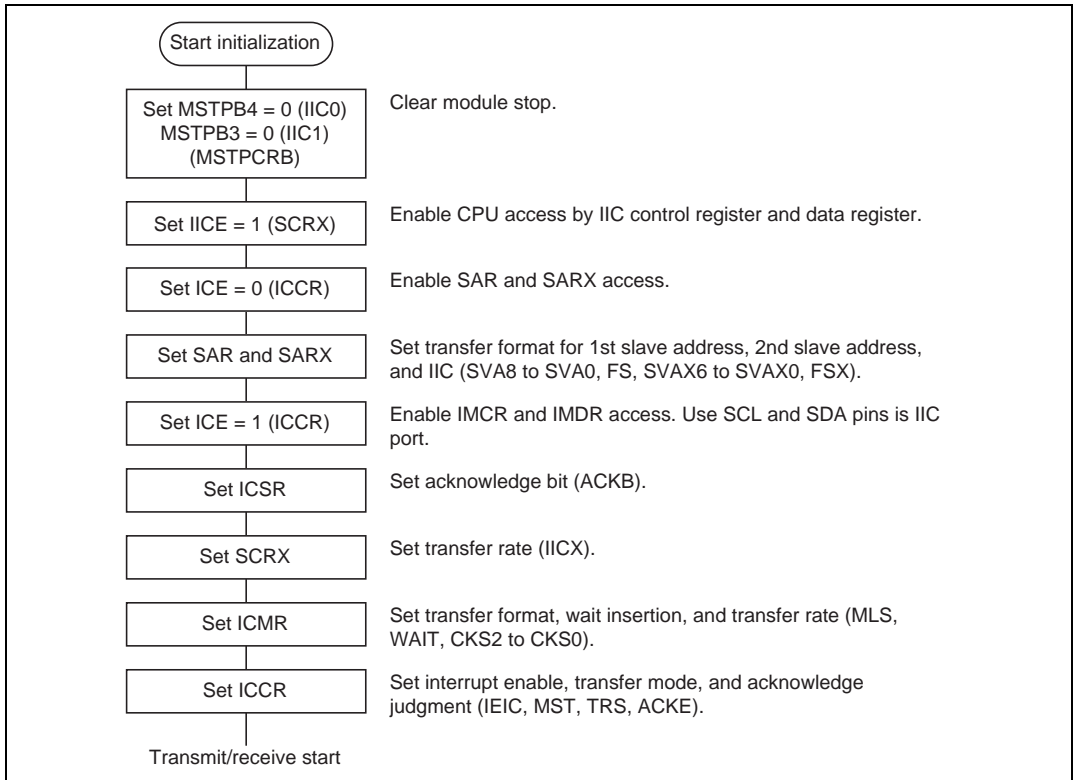 Start initialization
Set MSTPB4 = 0 (IIC0)
MSTPB3 = 0 (IIC1)
(MSTPCRB)
Clear module stop.
Set IICE = 1 (SCRX)
Enable CPU access by IIC control register and data register.
Set ICE = 0 (ICCR)
Enable SAR and SARX access.
Set SAR and SARX
Set transfer format for 1st slave address, 2nd slave address,
and IIC (SVA8 to SVA0, FS, SVAX6 to SVAX0, FSX).
Set ICE = 1 (ICCR)
Enable IMCR and IMDR access. Use SCL and SDA pins is IIC
port.
Set ICSR
Set acknowledge bit (ACKB).
Set SCRX
Set transfer rate (IICX).
Set ICMR
Set transfer format, wait insertion, and transfer rate (MLS,
WAIT, CKS2 to CKS0).
Set ICCR
Set interrupt enable, transfer mode, and acknowledge
judgment (IEIC, MST, TRS, ACKE).
Transmit/receive start